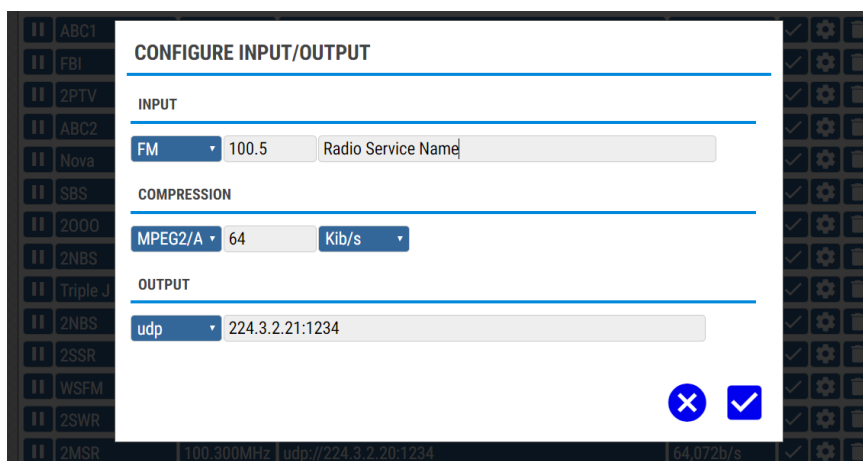 ABC1
CONFIGURE INPUT/OUTPUT
FBI
2PTV
INPUT
ABC2
FM 100.5 Radio Service Name
Nova
SBS
COMPRESSION
2000
MPEG2/A 64 Kib/s
2NBS
OUTPUT
Triple J
2NBS
udp 224.3.2.21:1234
2SSR
WSFM
2SWR
2MSR 100.300MHz udp://224.3.2.20:1234 64,072b/s